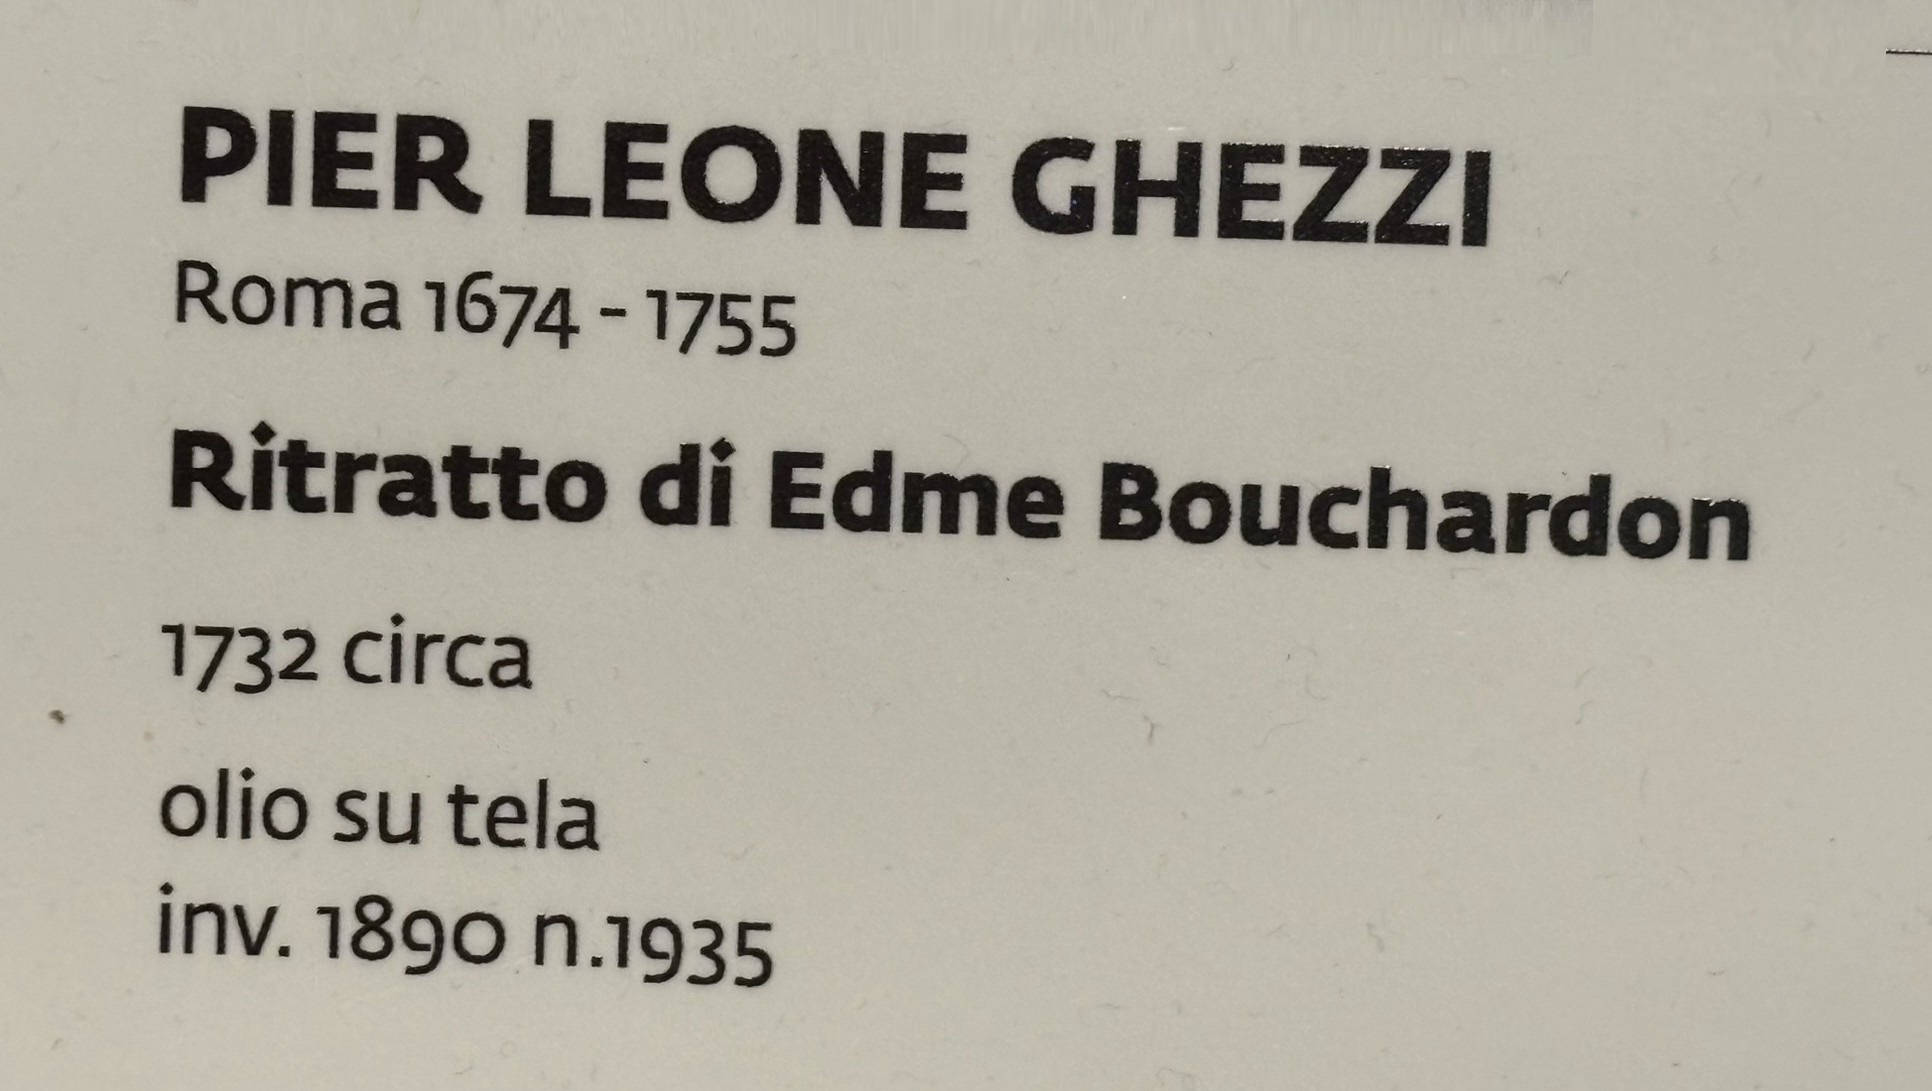 PIER LEONE GHEZZI
Roma 1674 - 1755
Ritratto di Edme Bouchardon
1732 circa
olio su tela
inv. 1890 n.1935